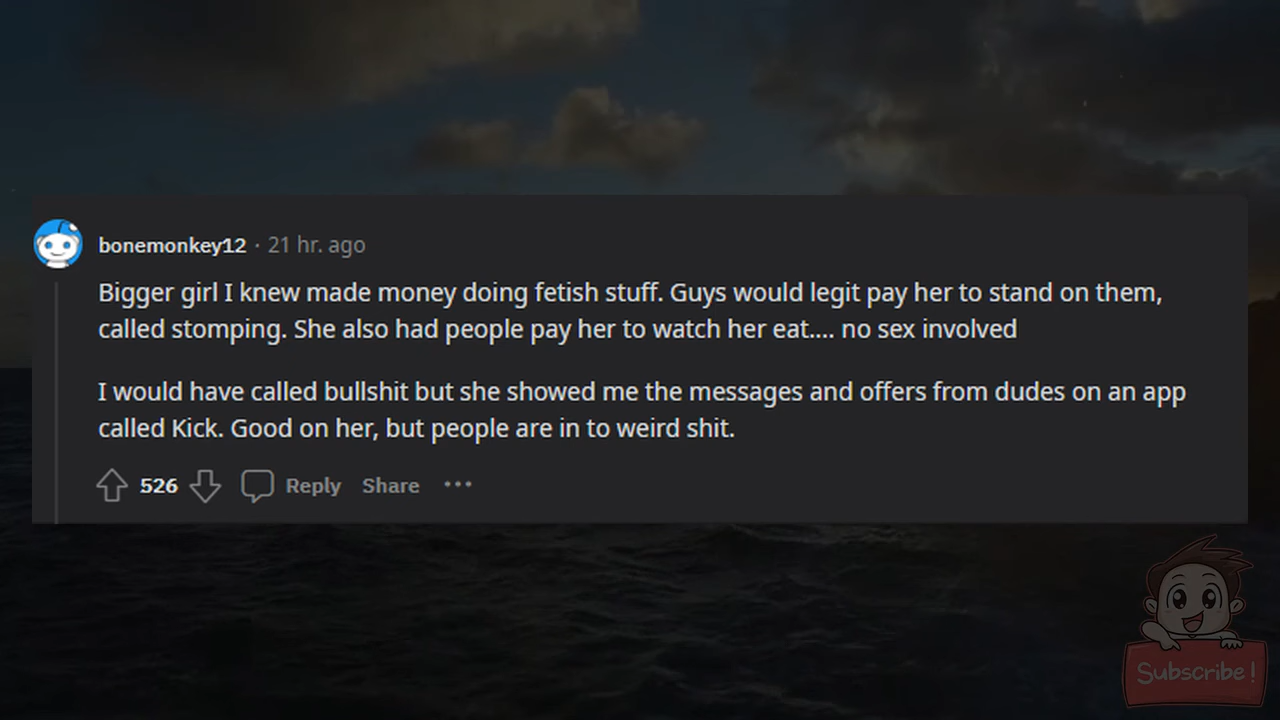 bonemonkey12 · 21 hr. ago
Bigger girl I knew made money doing fetish stuff. Guys would legit pay her to stand on them,
called stomping. She also had people pay her to watch her eat.... no sex involved
I would have called bullshit but she showed me the messages and offers from dudes on an app
called Kick. Good on her, but people are in to weird shit.
526 Reply Share ···
Subscribe!